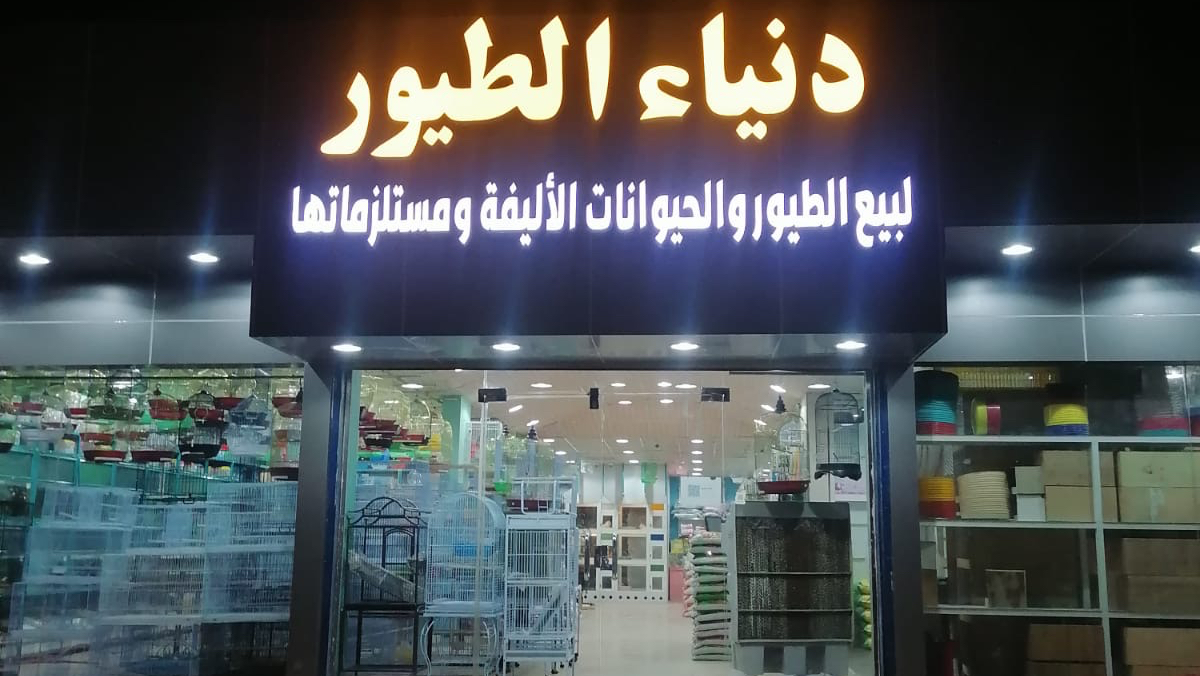 دنياء الطيور
لبيع الطيور والحيوانات الأليفة ومستلزماتها